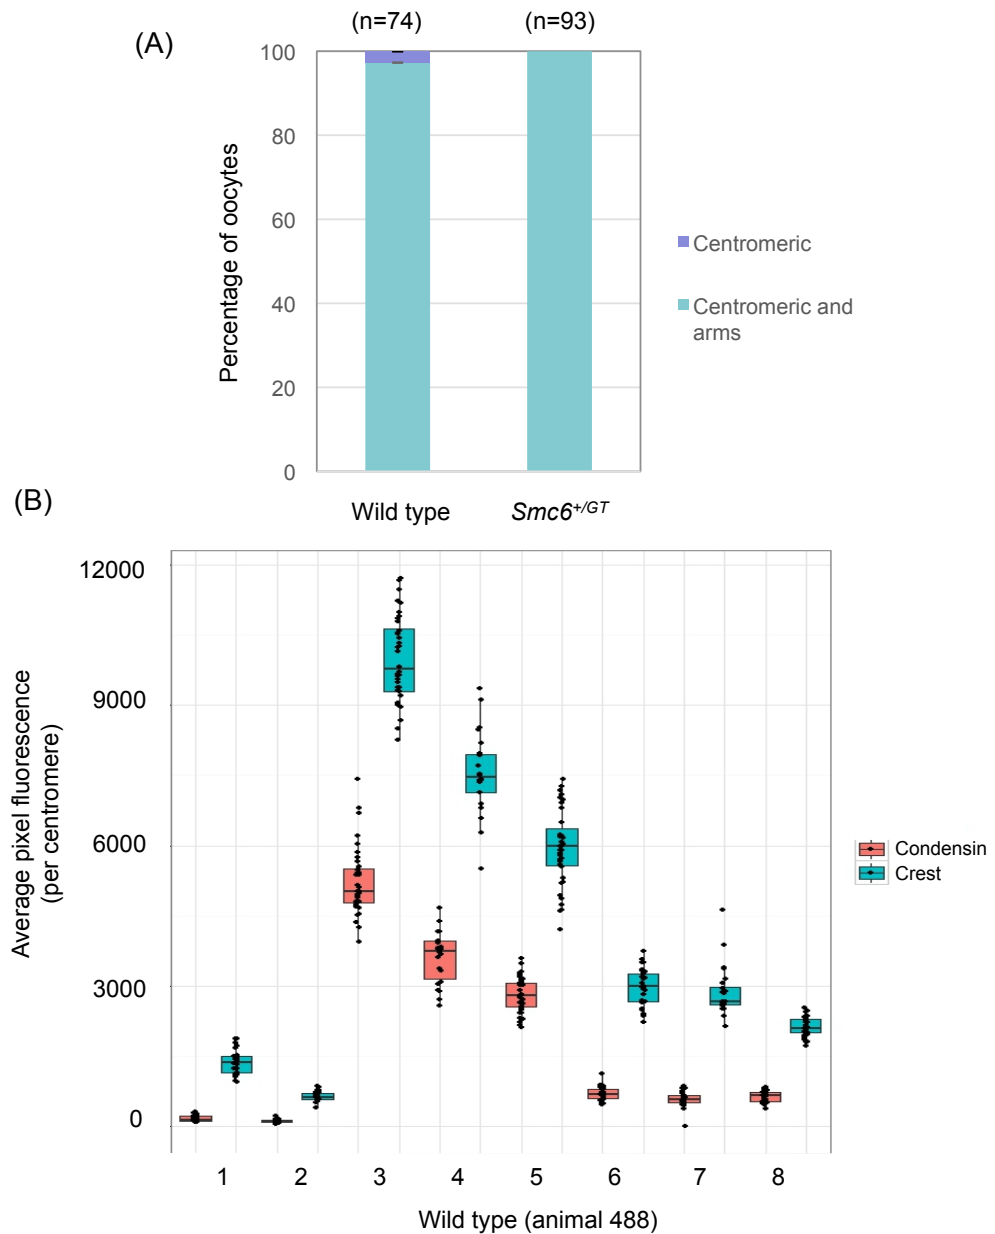 (A)
(n=74)
(n=93)
100
80
60
40
20
0
Percentage of oocytes
Wild type
Smc6+/GT
Centromeric
Centromeric and
arms
(B)
12000
9000
6000
3000
0
Average pixel fluorescence
(per centromere)
1 2 3 4 5 6 7 8
Wild type (animal 488)
Condensin
Crest